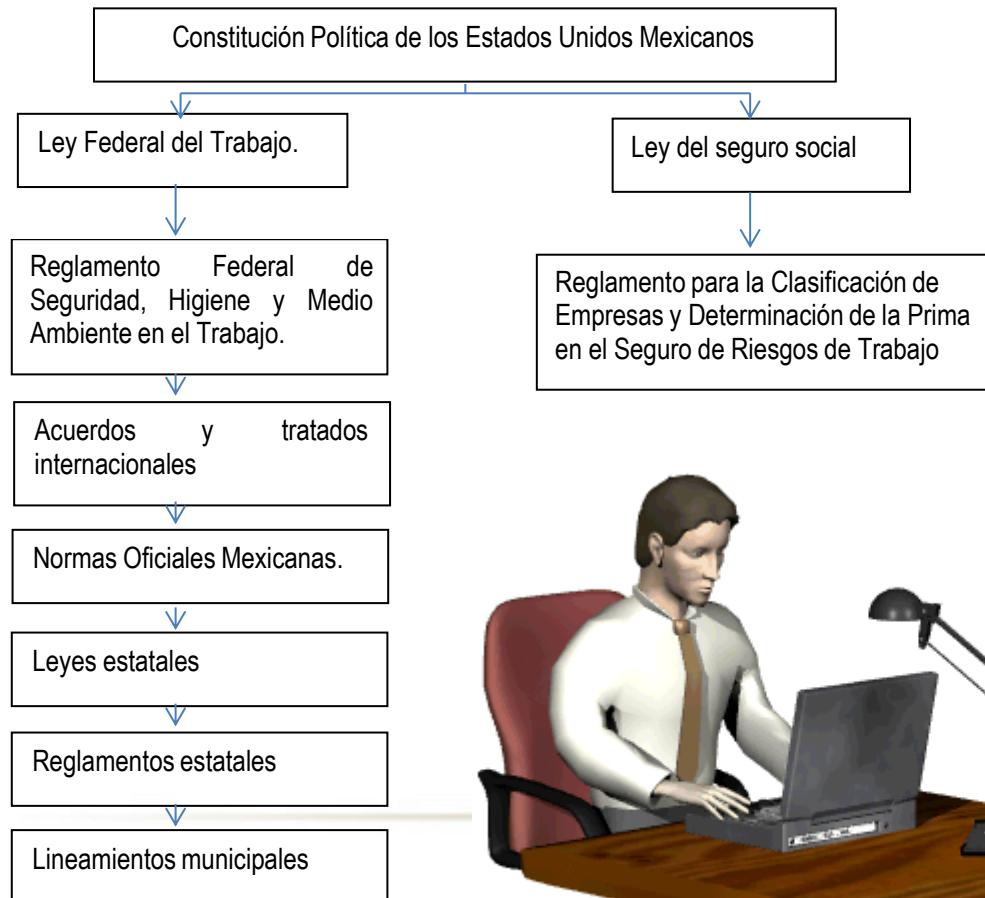 Constitución Política de los Estados Unidos Mexicanos
Ley Federal del Trabajo.
Ley del seguro social
Reglamento Federal de
Seguridad, Higiene y Medio
Ambiente en el Trabajo.
Reglamento para la Clasificación de
Empresas y Determinación de la Prima
en el Seguro de Riesgos de Trabajo
Acuerdos y tratados
internacionales
Normas Oficiales Mexicanas.
Leyes estatales
Reglamentos estatales
Lineamientos municipales